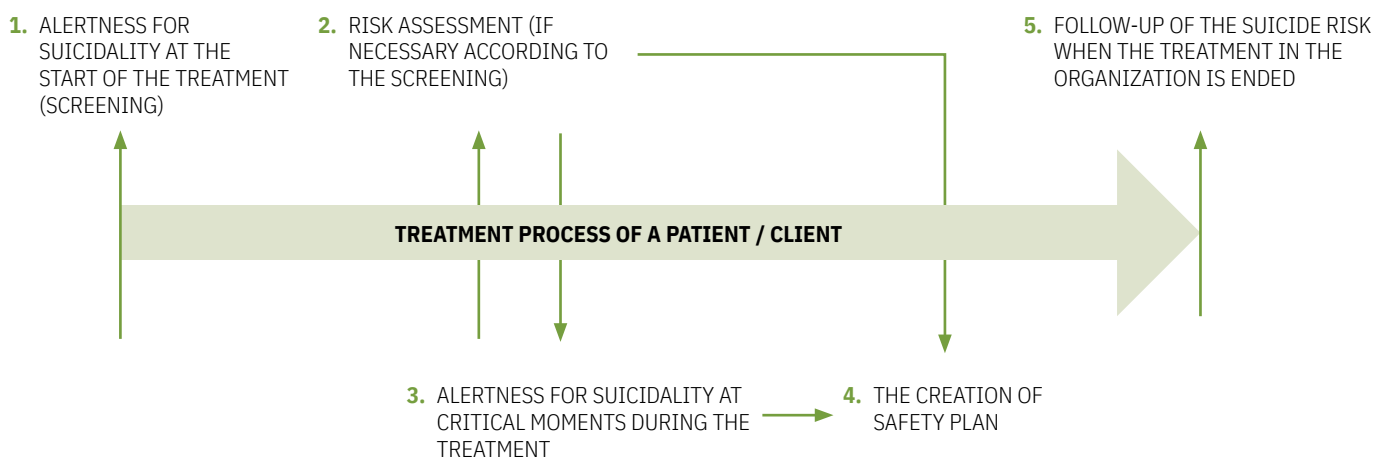 1. ALERTNESS FOR
SUICIDALITY AT THE
START OF THE TREATMENT
(SCREENING)
2. RISK ASSESSMENT (IF
NECESSARY ACCORDING TO
THE SCREENING)
5. FOLLOW-UP OF THE SUICIDE RISK
WHEN THE TREATMENT IN THE
ORGANIZATION IS ENDED
TREATMENT PROCESS OF A PATIENT / CLIENT
3. ALERTNESS FOR SUICIDALITY AT
CRITICAL MOMENTS DURING THE
TREATMENT
4. THE CREATION OF
SAFETY PLAN